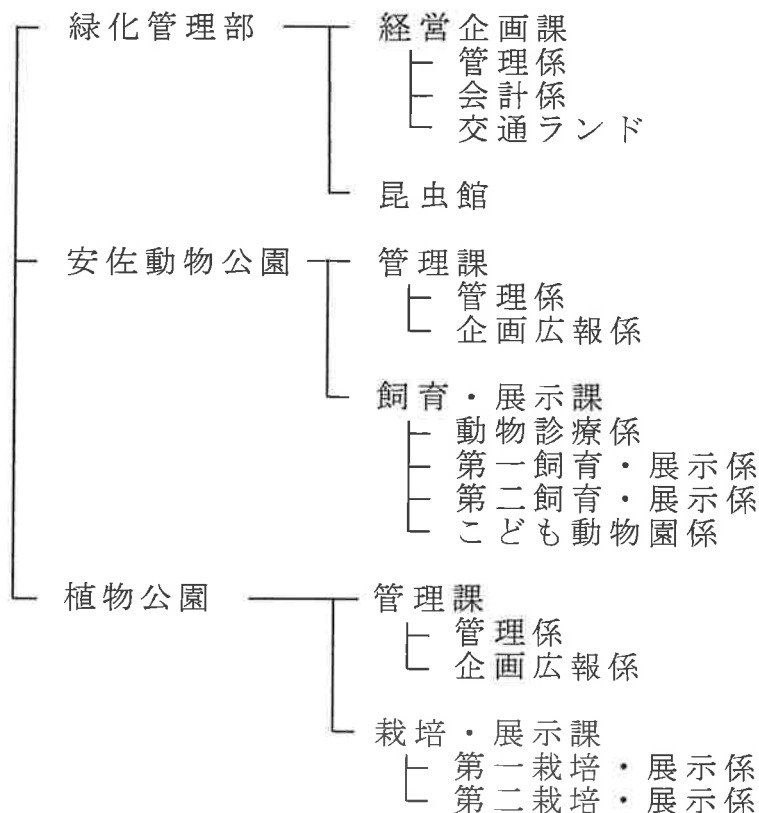 緑化管理部 経営企画課
管理係
会計係
交通ランド
昆虫館
安佐動物公園 管理課
管理係
企画広報係
飼育・展示課
動物診療係
第一飼育・展示係
第二飼育・展示係
こども動物園係
植物公園 管理課
管理係
企画広報係
栽培・展示課
第一栽培・展示係
第二栽培・展示係